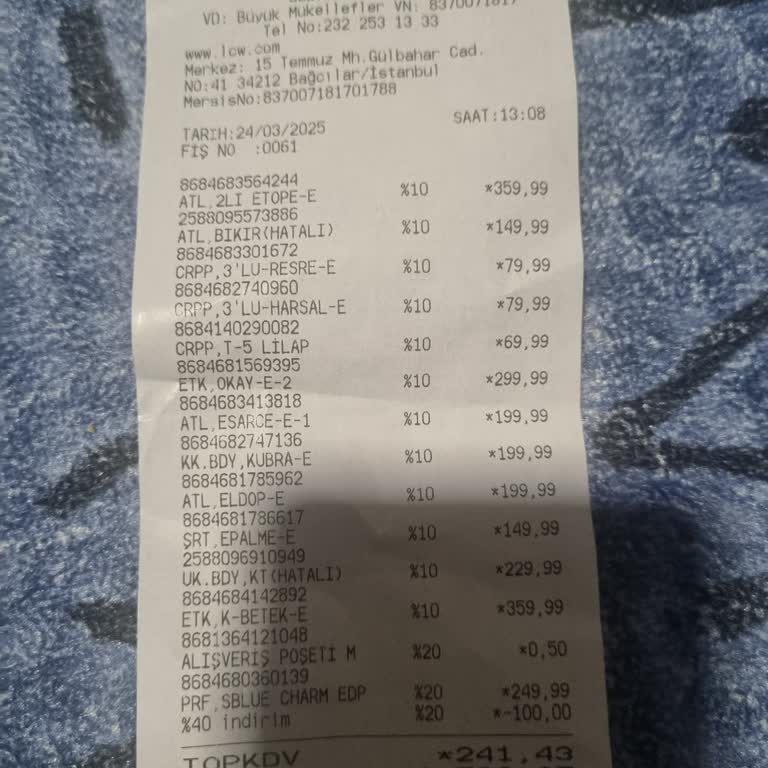 VD: Büyük Mükellefler VN:
Tel No:232 253 13 33
www.lcw.com
Merkez: 15 Temmuz Mh.Gülbahar Cad.
NO:41 34212 Bağcılar/İstanbul
MersisNo:837007181701788
TARİH:24/03/2025 SAAT:13:08
FİŞ NO :0061
8684683564244
ATL,2Lİ ETOPE-E %10 *359,99
2588095573886
ATL,BIKIR(HATALI) %10 *149,99
8684683301672
CRPP,3'LU-RESRE-E %10 *79,99
8684682740960
CRPP,3'LU-HARSAL-E %10 *79,99
8684140290082
CRPP,T-5 LİLAP %10 *69,99
8684681569395
ETK,OKAY-E-2 %10 *299,99
8684683413818
ATL,ESARCE-E-1 %10 *199,99
8684682747136
KK.BDY,KUBRA-E %10 *199,99
8684681785962
ATL,ELDOP-E %10 *199,99
8684681786617
ŞRT,EPALME-E %10 *149,99
2588096910949
UK.BDY,KT(HATALI) %10 *229,99
8684684142892
ETK,K-BETEK-E %10 *359,99
8681364121048
ALIŞVERİŞ POŞETİ M %20 *0,50
8684680360139
PRF,SBLUE CHARM EDP %20 *249,99
%40 indirim %20 *-100,00
TOPKDV *241,43